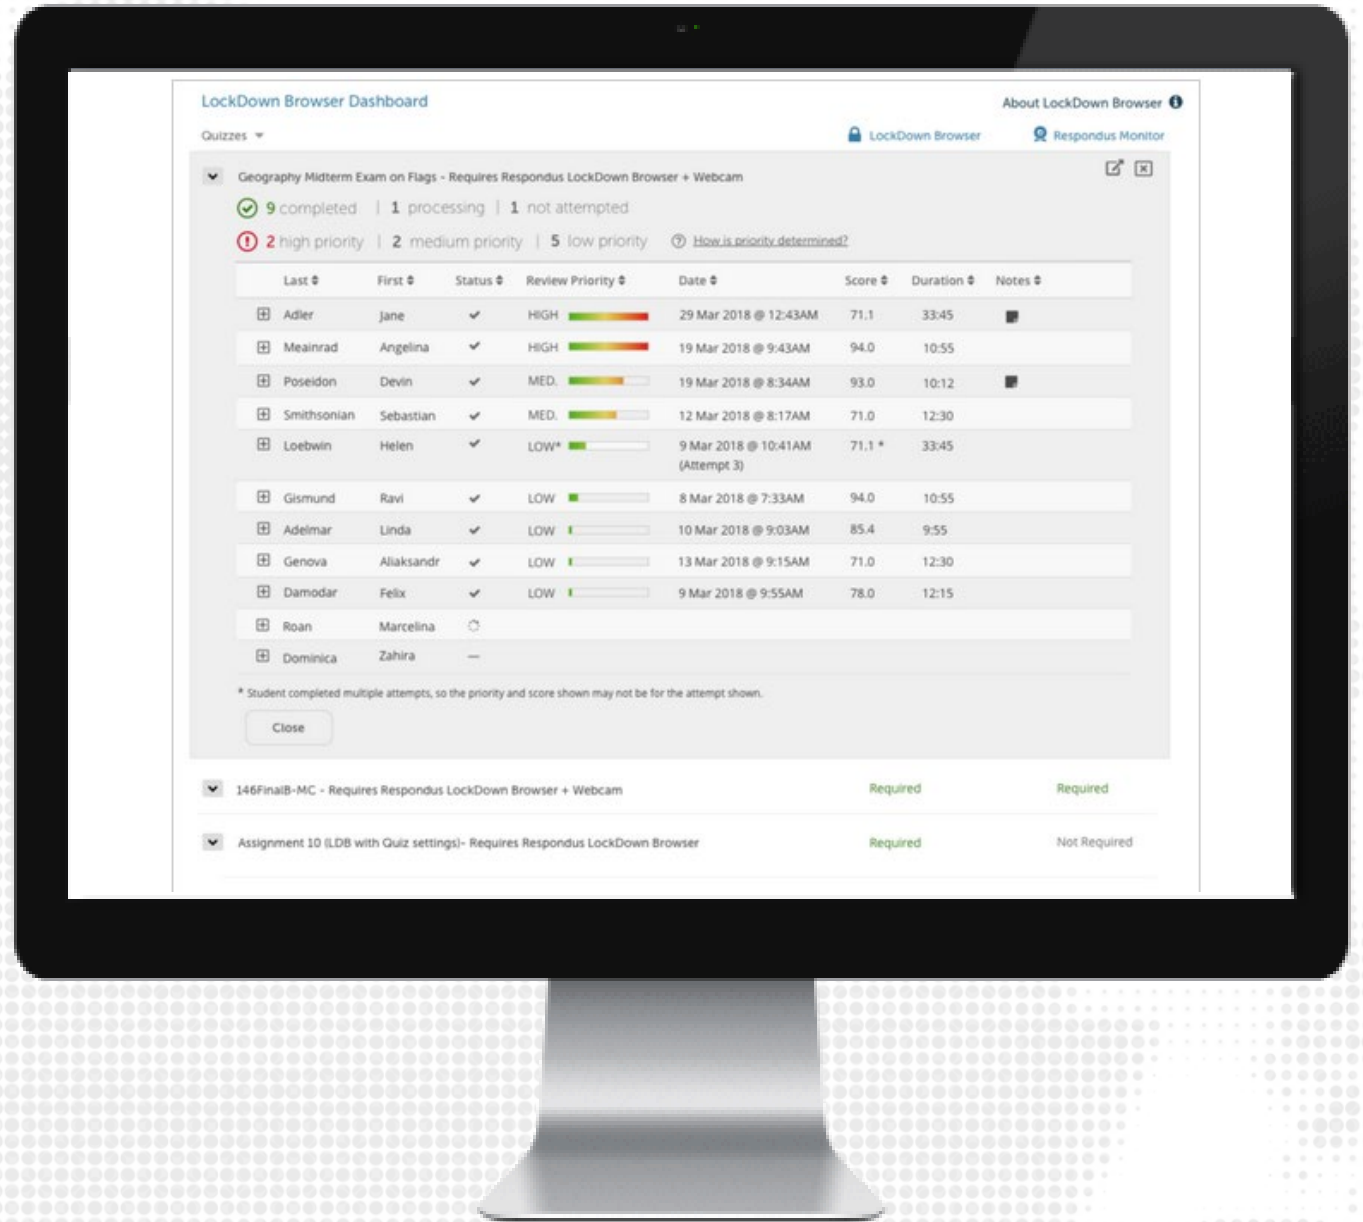 LockDown Browser Dashboard
About LockDown Browser
Quizzes
LockDown Browser Respondus Monitor
Geography Midterm Exam on Flags - Requires Respondus LockDown Browser + Webcam
9 completed | 1 processing | 1 not attempted
2 high priority | 2 medium priority | 5 low priority How is priority determined?
Last First Status Review Priority Date Score Duration Notes
Adler Jane HIGH 29 Mar 2018 @ 12:43AM 71.1 33:45
Meainrad Angelina HIGH 19 Mar 2018 @ 9:43AM 94.0 10:55
Poseidon Devin MED. 19 Mar 2018 @ 8:34AM 93.0 10:12
Smithsonian Sebastian MED. 12 Mar 2018 @ 8:17AM 71.0 12:30
Loebwin Helen LOW* 9 Mar 2018 @ 10:41AM 71.1 * 33:45
(Attempt 3)
Gismund Ravi LOW 8 Mar 2018 @ 7:33AM 94.0 10:55
Adelmar Linda LOW 10 Mar 2018 @ 9:03AM 85.4 9:55
Genova Aliaksandr LOW 13 Mar 2018 @ 9:15AM 71.0 12:30
Damodar Felix LOW 9 Mar 2018 @ 9:55AM 78.0 12:15
Roan Marcelina
Dominica Zahira —
* Student completed multiple attempts, so the priority and score shown may not be for the attempt shown.
Close
146FinalB-MC - Requires Respondus LockDown Browser + Webcam Required Required
Assignment 10 (LDB with Quiz settings)- Requires Respondus LockDown Browser Required Not Required